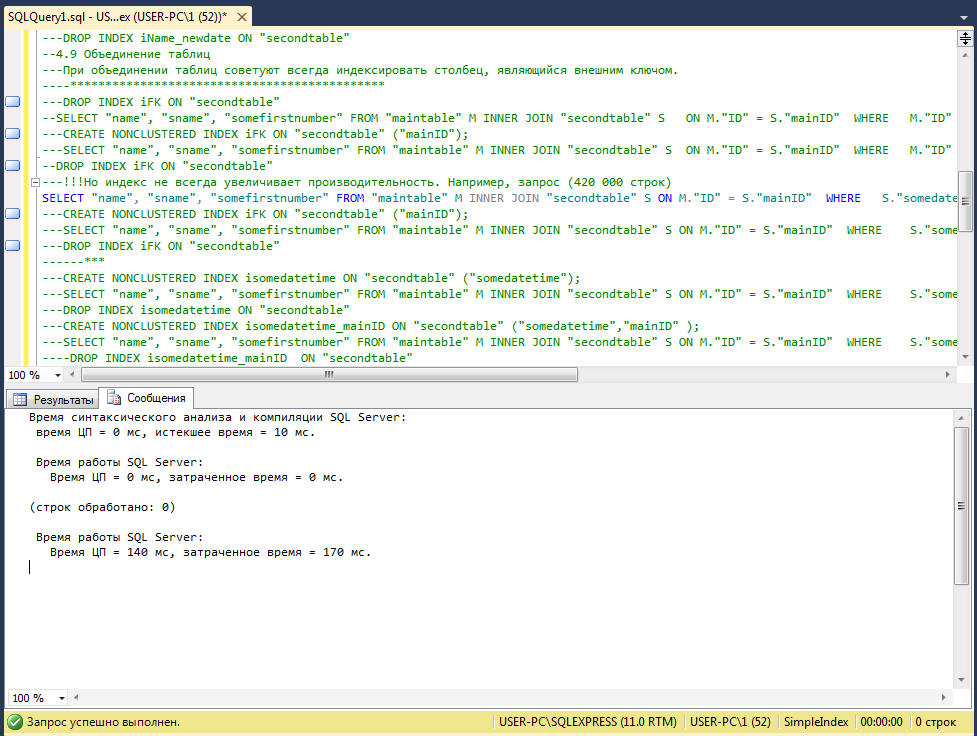 SQLQuery1.sql - US...ex (USER-PC\1 (52))*
---DROP INDEX iName_newdate ON "secondtable"
--4.9 Объединение таблиц
---При объединении таблиц советуют всегда индексировать столбец, являющийся внешним ключом.
----*********************************************
---DROP INDEX iFK ON "secondtable"
--SELECT "name", "sname", "somefirstnumber" FROM "maintable" M INNER JOIN "secondtable" S   ON M."ID" = S."mainID"  WHERE   M."ID"
---CREATE NONCLUSTERED INDEX iFK ON "secondtable" ("mainID");
---SELECT "name", "sname", "somefirstnumber" FROM "maintable" M INNER JOIN "secondtable" S  ON M."ID" = S."mainID"  WHERE   M."ID"
--DROP INDEX iFK ON "secondtable"
---!!!Но индекс не всегда увеличивает производительность. Например, запрос (420 000 строк)
SELECT "name", "sname", "somefirstnumber" FROM "maintable" M INNER JOIN "secondtable" S ON M."ID" = S."mainID"  WHERE   S."somedate
---CREATE NONCLUSTERED INDEX iFK ON "secondtable" ("mainID");
---SELECT "name", "sname", "somefirstnumber" FROM "maintable" M INNER JOIN "secondtable" S ON M."ID" = S."mainID"  WHERE    S."some
---DROP INDEX iFK ON "secondtable"
------***
---CREATE NONCLUSTERED INDEX isomedatetime ON "secondtable" ("somedatetime");
---SELECT "name", "sname", "somefirstnumber" FROM "maintable" M INNER JOIN "secondtable" S ON M."ID" = S."mainID"  WHERE    S."some
---DROP INDEX isomedatetime ON "secondtable"
---CREATE NONCLUSTERED INDEX isomedatetime_mainID ON "secondtable" ("somedatetime","mainID" );
---SELECT "name", "sname", "somefirstnumber" FROM "maintable" M INNER JOIN "secondtable" S ON M."ID" = S."mainID"  WHERE    S."some
----DROP INDEX isomedatetime_mainID  ON "secondtable"
100 %
Результаты Сообщения
Время синтаксического анализа и компиляции SQL Server:
время ЦП = 0 мс, истекшее время = 10 мс.
Время работы SQL Server:
Время ЦП = 0 мс, затраченное время = 0 мс.
(строк обработано: 0)
Время работы SQL Server:
Время ЦП = 140 мс, затраченное время = 170 мс.
100 %
Запрос успешно выполнен. USER-PC\SQLEXPRESS (11.0 RTM) USER-PC\1 (52) SimpleIndex 00:00:00 0 строк